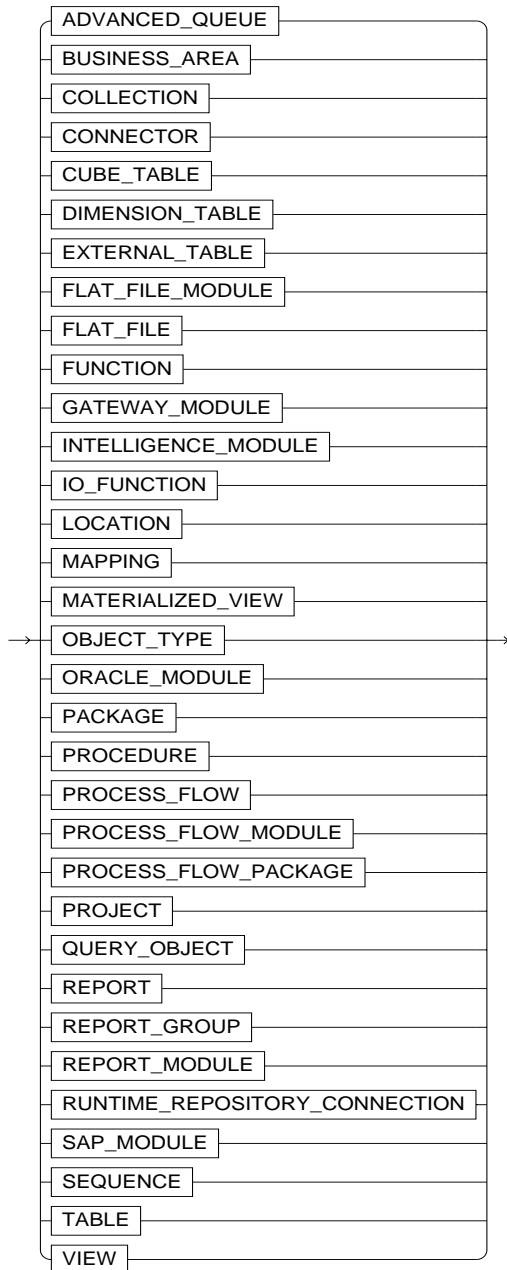 ADVANCED_QUEUE
BUSINESS_AREA
COLLECTION
CONNECTOR
CUBE_TABLE
DIMENSION_TABLE
EXTERNAL_TABLE
FLAT_FILE_MODULE
FLAT_FILE
FUNCTION
GATEWAY_MODULE
INTELLIGENCE_MODULE
IO_FUNCTION
LOCATION
MAPPING
MATERIALIZED_VIEW
OBJECT_TYPE
ORACLE_MODULE
PACKAGE
PROCEDURE
PROCESS_FLOW
PROCESS_FLOW_MODULE
PROCESS_FLOW_PACKAGE
PROJECT
QUERY_OBJECT
REPORT
REPORT_GROUP
REPORT_MODULE
RUNTIME_REPOSITORY_CONNECTION
SAP_MODULE
SEQUENCE
TABLE
VIEW